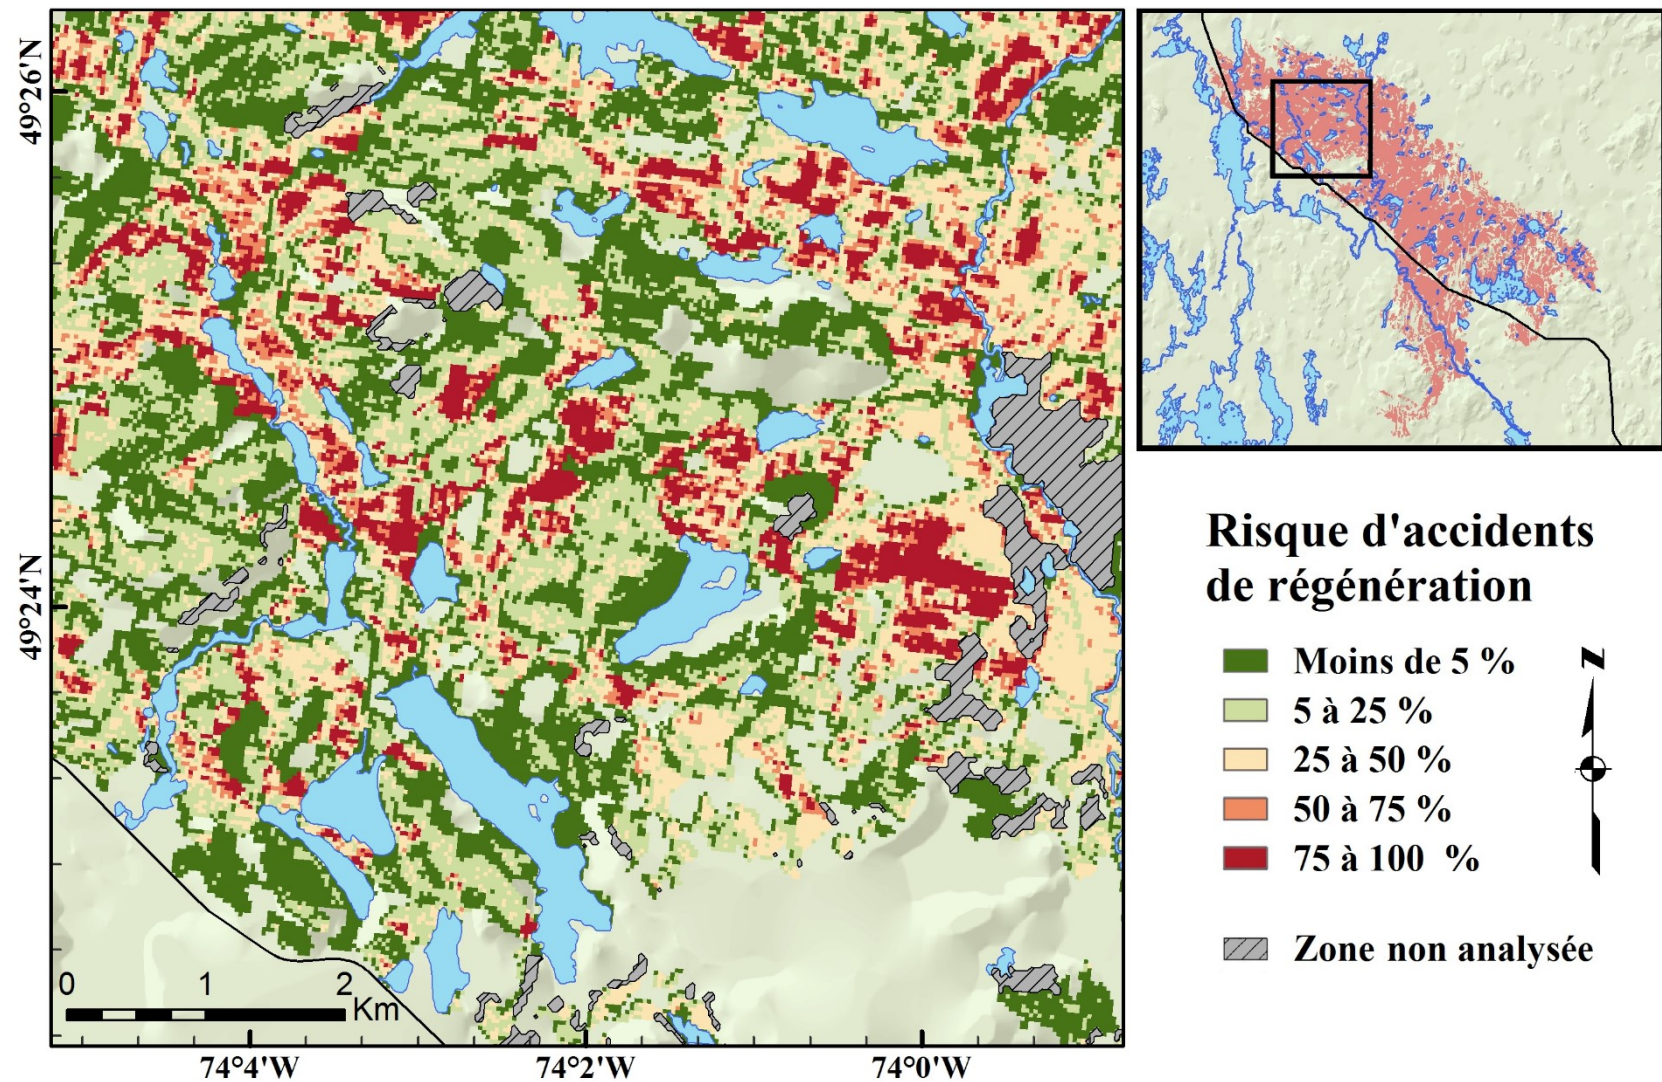 49°26'N
49°24'N
0 1 2
Km
74°4'W 74°2'W 74°0'W
Risque d'accidents
de régénération
Moins de 5 %
5 à 25 %
25 à 50 %
50 à 75 %
75 à 100 %
Zone non analysée
N